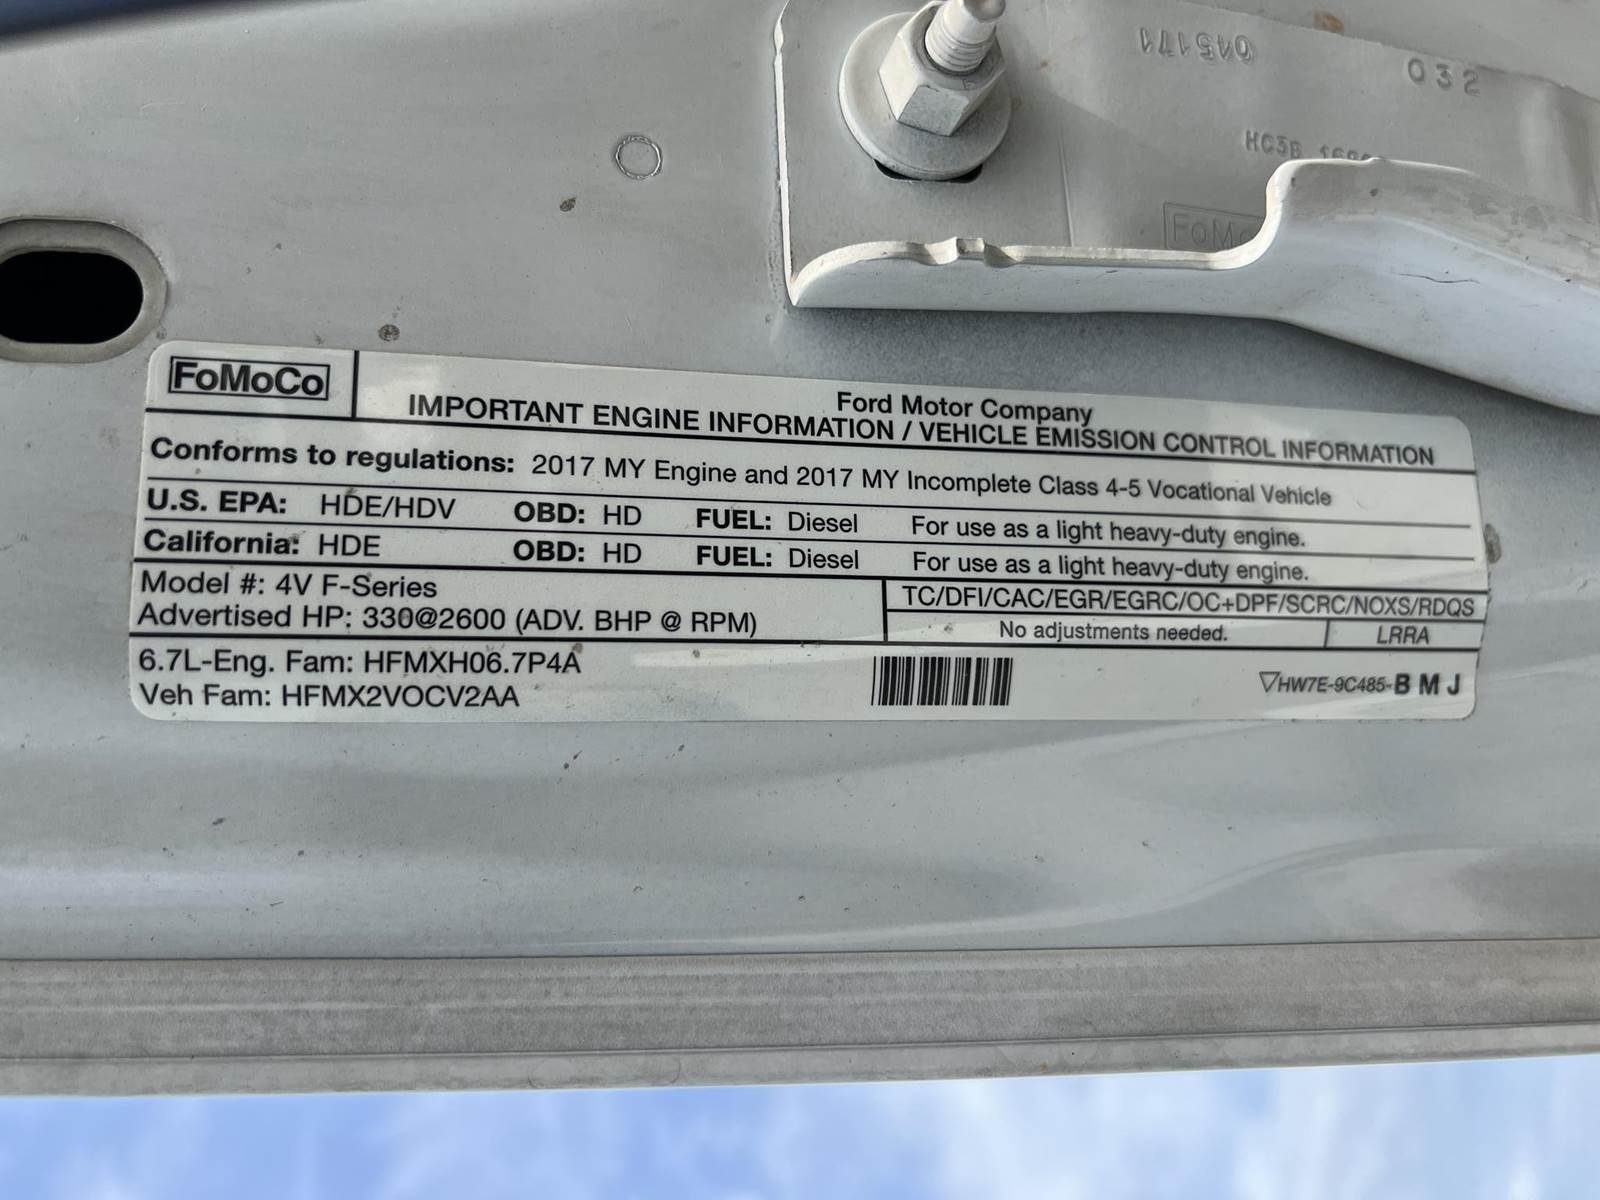 045171
032
HC3B
FoMoCo
Ford Motor Company
IMPORTANT ENGINE INFORMATION / VEHICLE EMISSION CONTROL INFORMATION
Conforms to regulations: 2017 MY Engine and 2017 MY Incomplete Class 4-5 Vocational Vehicle
U.S. EPA: HDE/HDV OBD: HD FUEL: Diesel For use as a light heavy-duty engine.
California: HDE OBD: HD FUEL: Diesel For use as a light heavy-duty engine.
Model #: 4V F-Series
Advertised HP: 330@2600 (ADV. BHP @ RPM)
TC/DFI/CAC/EGR/EGRC/OC+DPF/SCRC/NOXS/RDQS
No adjustments needed. LRRA
6.7L-Eng. Fam: HFMXH06.7P4A
Veh Fam: HFMX2VOCV2AA
HW7E-9C485-BMJ